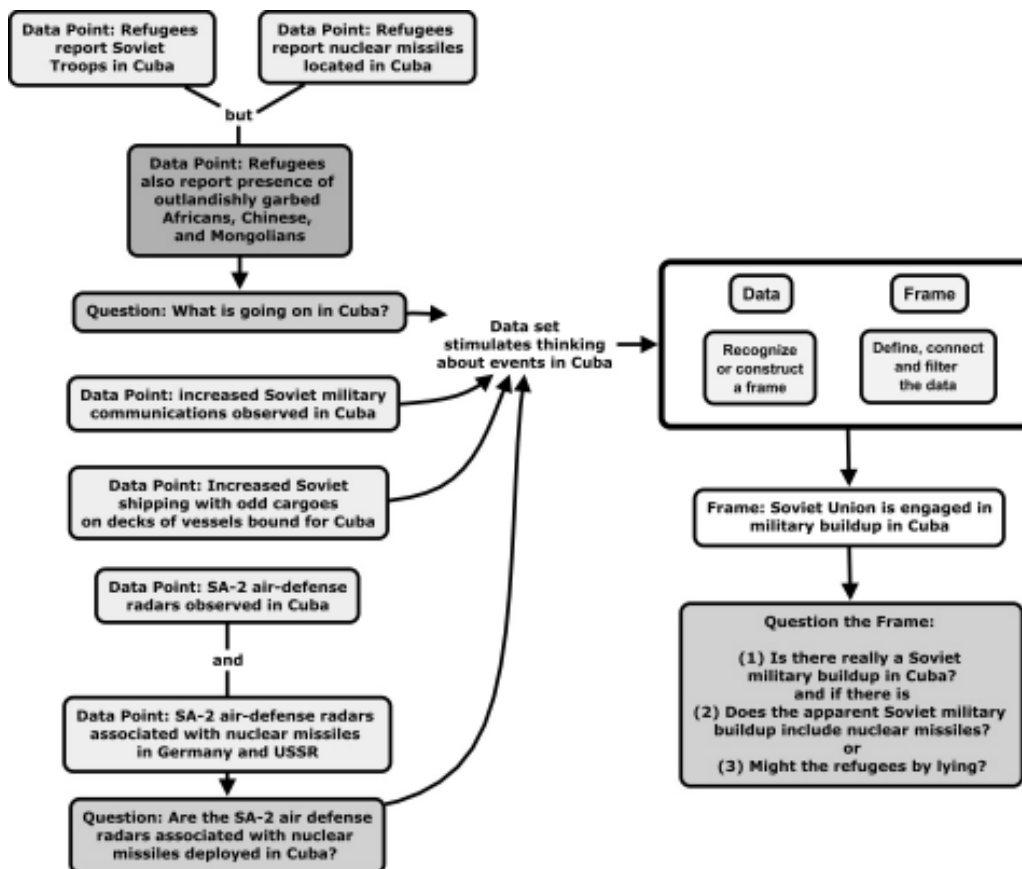 Data Point: Refugees
report Soviet
Troops in Cuba
Data Point: Refugees
report nuclear missiles
located in Cuba
but
Data Point: Refugees
also report presence of
outlandishly garbed
Africans, Chinese,
and Mongolians
Question: What is going on in Cuba?
Data Point: increased Soviet military
communications observed in Cuba
Data Point: Increased Soviet
shipping with odd cargoes
on decks of vessels bound for Cuba
Data Point: SA-2 air-defense
radars observed in Cuba
and
Data Point: SA-2 air-defense radars
associated with nuclear missiles
in Germany and USSR
Question: Are the SA-2 air defense
radars associated with nuclear
missiles deployed in Cuba?
Data set
stimulates thinking
about events in Cuba
Data
Recognize
or construct
a frame
Frame
Define, connect
and filter
the data
Frame: Soviet Union is engaged in
military buildup in Cuba
Question the Frame:
(1) Is there really a Soviet
military buildup in Cuba?
and if there is
(2) Does the apparent Soviet military
buildup include nuclear missiles?
or
(3) Might the refugees by lying?